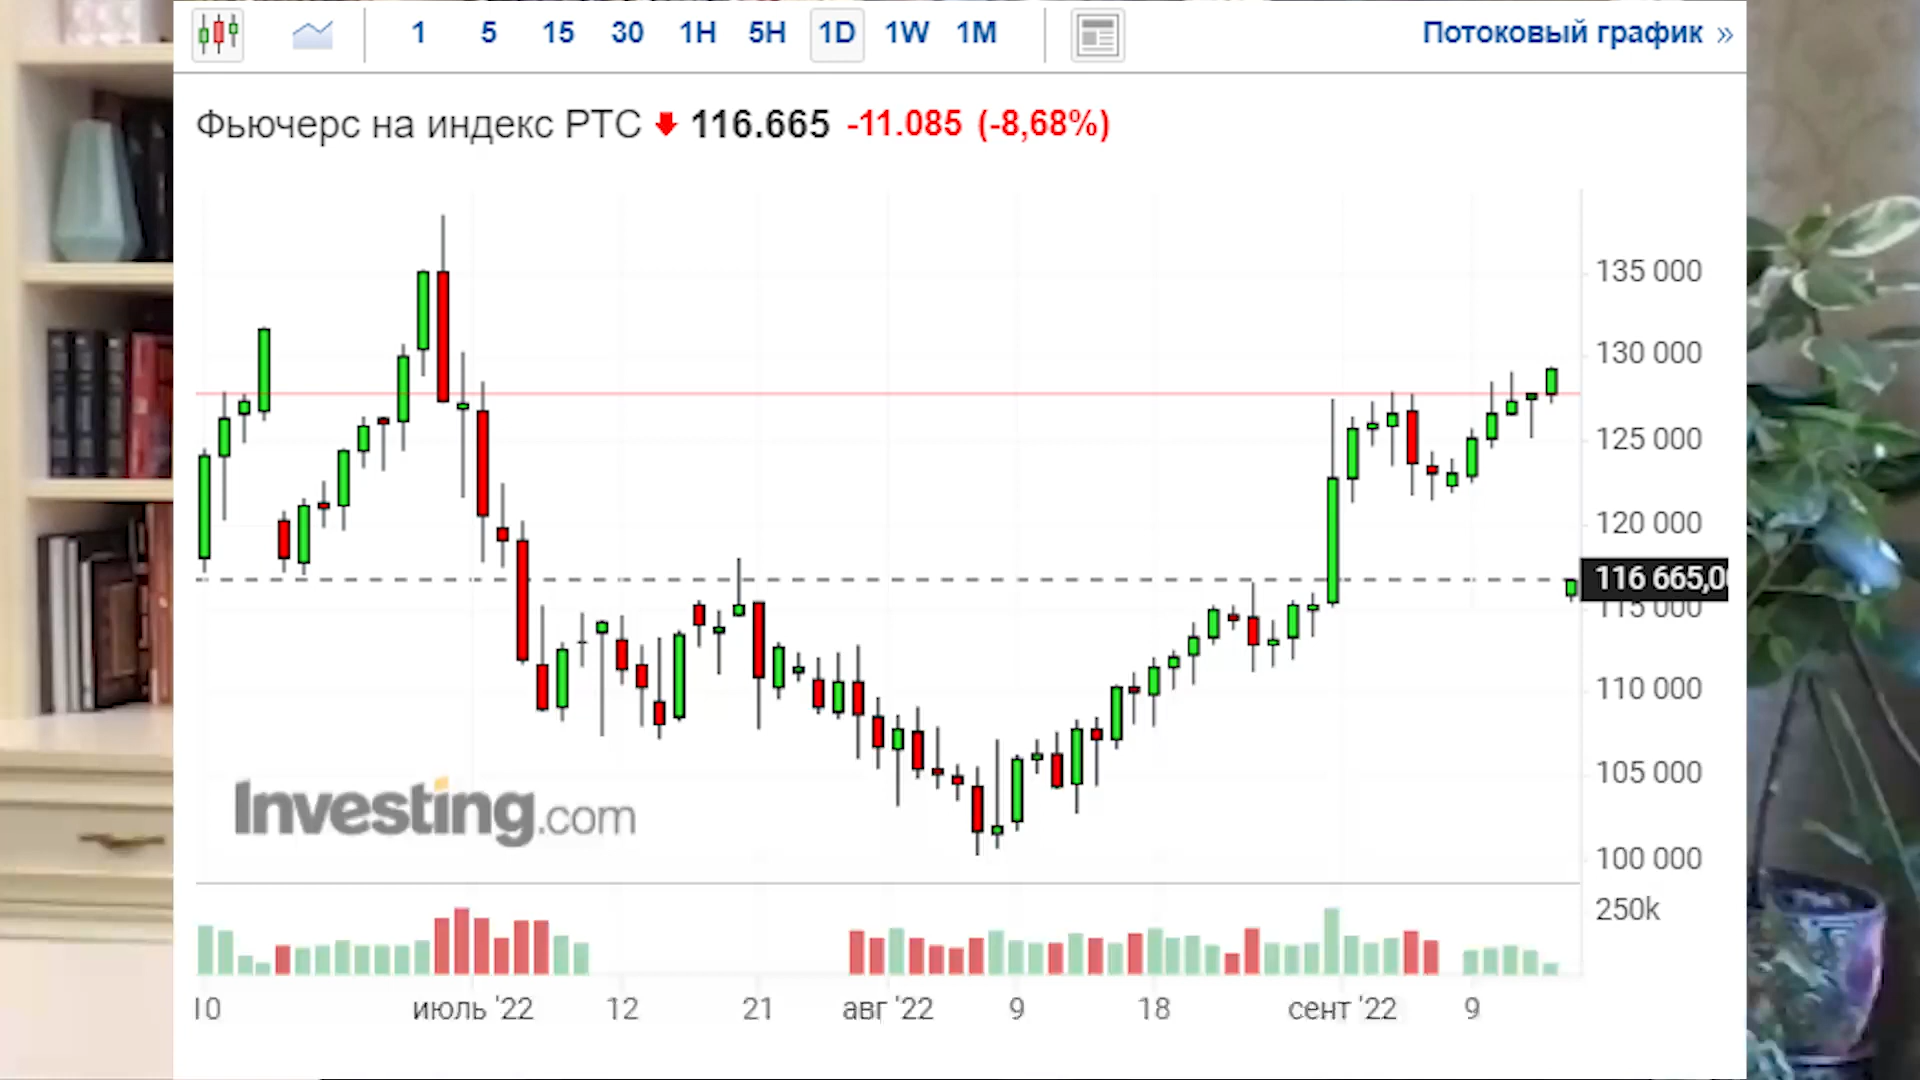 1 5 15 30 1H 5H 1D 1W 1M Потоковый график »
Фьючерс на индекс РТС 116.665 -11.085 (-8,68%)
135 000
130 000
125 000
120 000
116 665,0
115 000
110 000
105 000
100 000
Investing.com
250k
10 июль '22 12 21 авг '22 9 18 сент '22 9